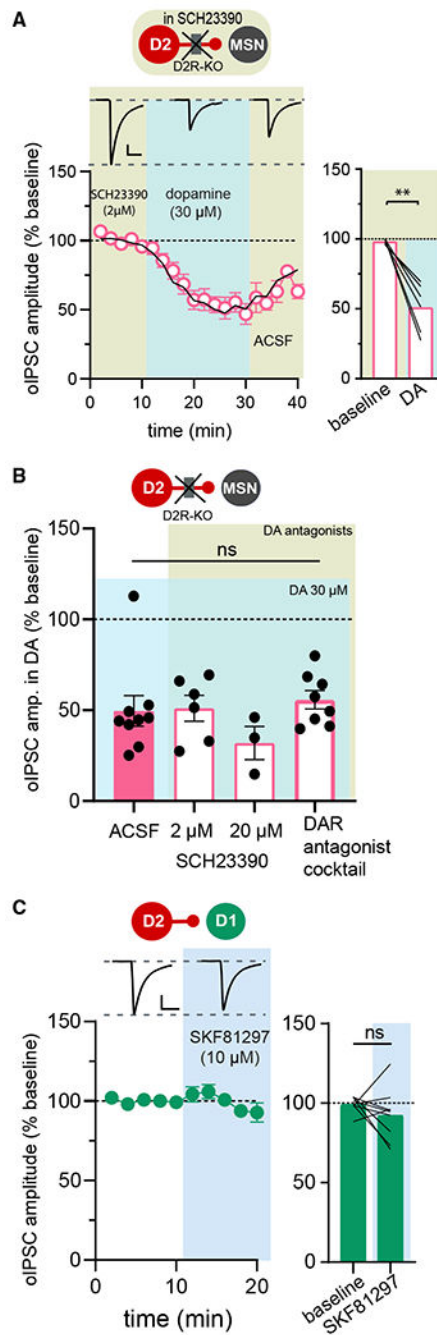 A
in SCH23390
D2
MSN
D2R-KO
oIPSC amplitude (% baseline)
150
100
50
0
SCH23390
(2µM)
dopamine
(30 µM)
ACSF
0 10 20 30 40
time (min)
150
100
50
0
**
baseline
DA
B
D2
MSN
D2R-KO
oIPSC amp. in DA (% baseline)
150
100
50
0
DA antagonists
ns
DA 30 µM
ACSF
2 µM
20 µM
SCH23390
DAR
antagonist
cocktail
C
D2
D1
oIPSC amplitude (% baseline)
150
100
50
0
SKF81297
(10 µM)
0 10 20
time (min)
150
100
50
0
ns
baseline
SKF81297